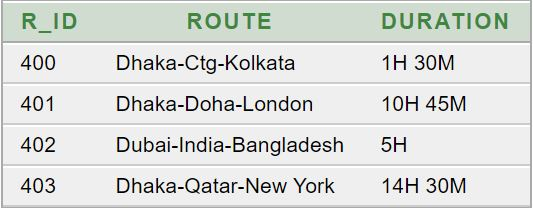 R_ID ROUTE DURATION
400 Dhaka-Ctg-Kolkata 1H 30M
401 Dhaka-Doha-London 10H 45M
402 Dubai-India-Bangladesh 5H
403 Dhaka-Qatar-New York 14H 30M